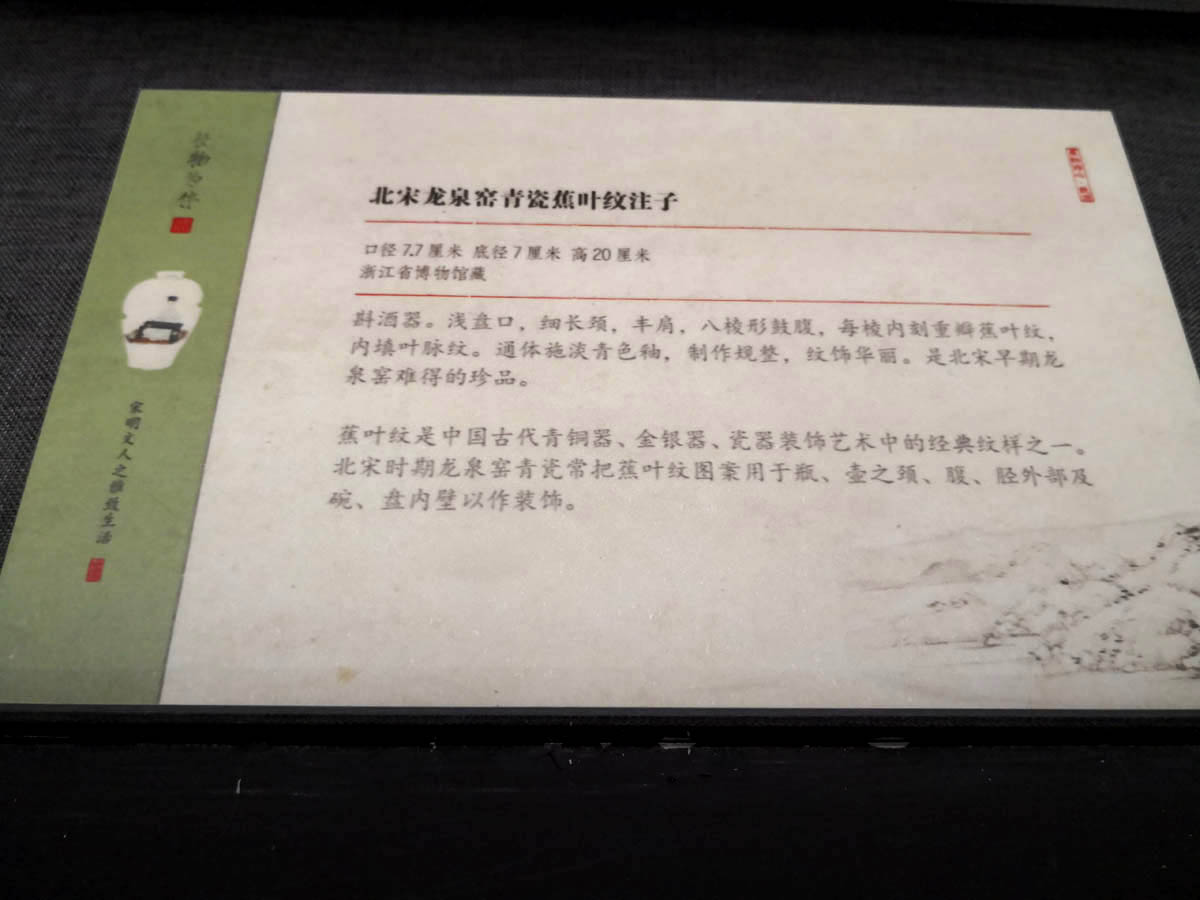 北宋龙泉窑青瓷蕉叶纹注子
口径 7.7 厘米 底径 7 厘米 高 20 厘米
浙江省博物馆藏
斟酒器。浅盘口，细长颈，丰肩，八棱形鼓腹，每棱内刻重瓣蕉叶纹，
内填叶脉纹。通体施淡青色釉，制作规整，纹饰华丽。是北宋早期龙
泉窑难得的珍品。
蕉叶纹是中国古代青铜器、金银器、瓷器装饰艺术中的经典纹样之一。
北宋时期龙泉窑青瓷常把蕉叶纹图案用于瓶、壶之颈、腹、胫外部及
碗、盘内壁以作装饰。
宋明文人之雅致生活